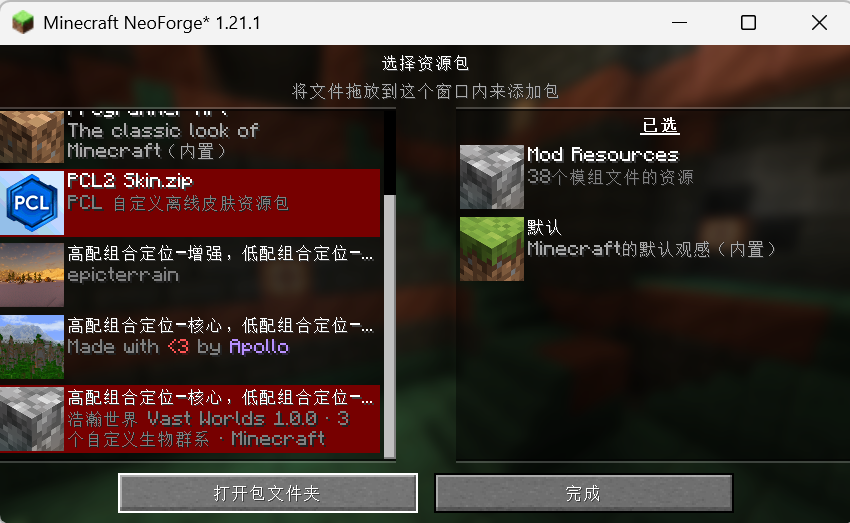 Minecraft NeoForge* 1.21.1
选择资源包
将文件拖放到这个窗口内来添加包
Programmer Art
The classic look of
Minecraft（内置）
PCL
PCL2 Skin.zip
PCL 自定义离线皮肤资源包
高配组合定位-增强，低配组合定位-...
epicterrain
高配组合定位-核心，低配组合定位-...
Made with <3 by Apollo
高配组合定位-核心，低配组合定位-...
浩瀚世界 Vast Worlds 1.0.0 · 3
个自定义生物群系 · Minecraft
已选
Mod Resources
38个模组文件的资源
默认
Minecraft的默认观感（内置）
打开包文件夹
完成